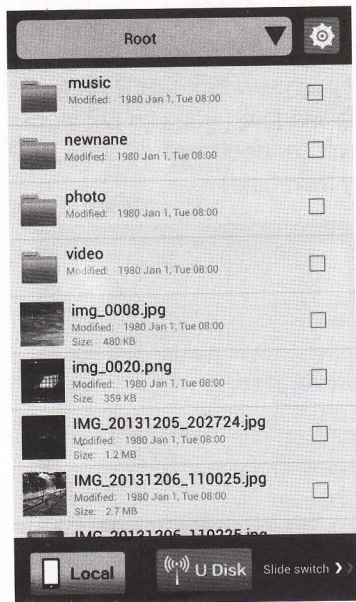 Root
music
Modified: 1980 Jan 1, Tue 08:00
newnane
Modified: 1980 Jan 1, Tue 08:00
photo
Modified: 1980 Jan 1, Tue 08:00
video
Modified: 1980 Jan 1, Tue 08:00
img_0008.jpg
Modified: 1980 Jan 1, Tue 08:00
Size: 480 KB
img_0020.png
Modified: 1980 Jan 1, Tue 08:00
Size: 359 KB
IMG_20131205_202724.jpg
Modified: 1980 Jan 1, Tue 08:00
Size: 1.2 MB
IMG_20131206_110025.jpg
Modified: 1980 Jan 1, Tue 08:00
Size: 2.7 MB
IMG_20131206_110225.jpg
Local
U Disk
Slide switch